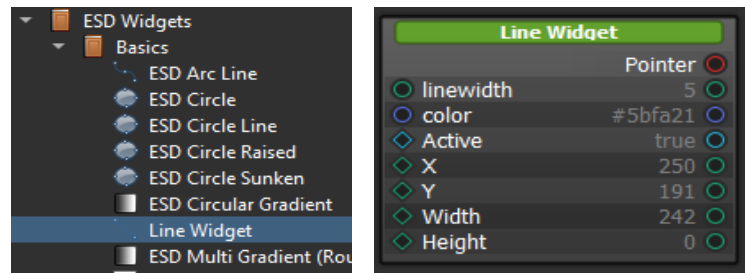 ESD Widgets
Basics
ESD Arc Line
ESD Circle
ESD Circle Line
ESD Circle Raised
ESD Circle Sunken
ESD Circular Gradient
Line Widget
ESD Multi Gradient (Rou
Line Widget
Pointer
linewidth 5
color #5bfa21
Active true
X 250
Y 191
Width 242
Height 0